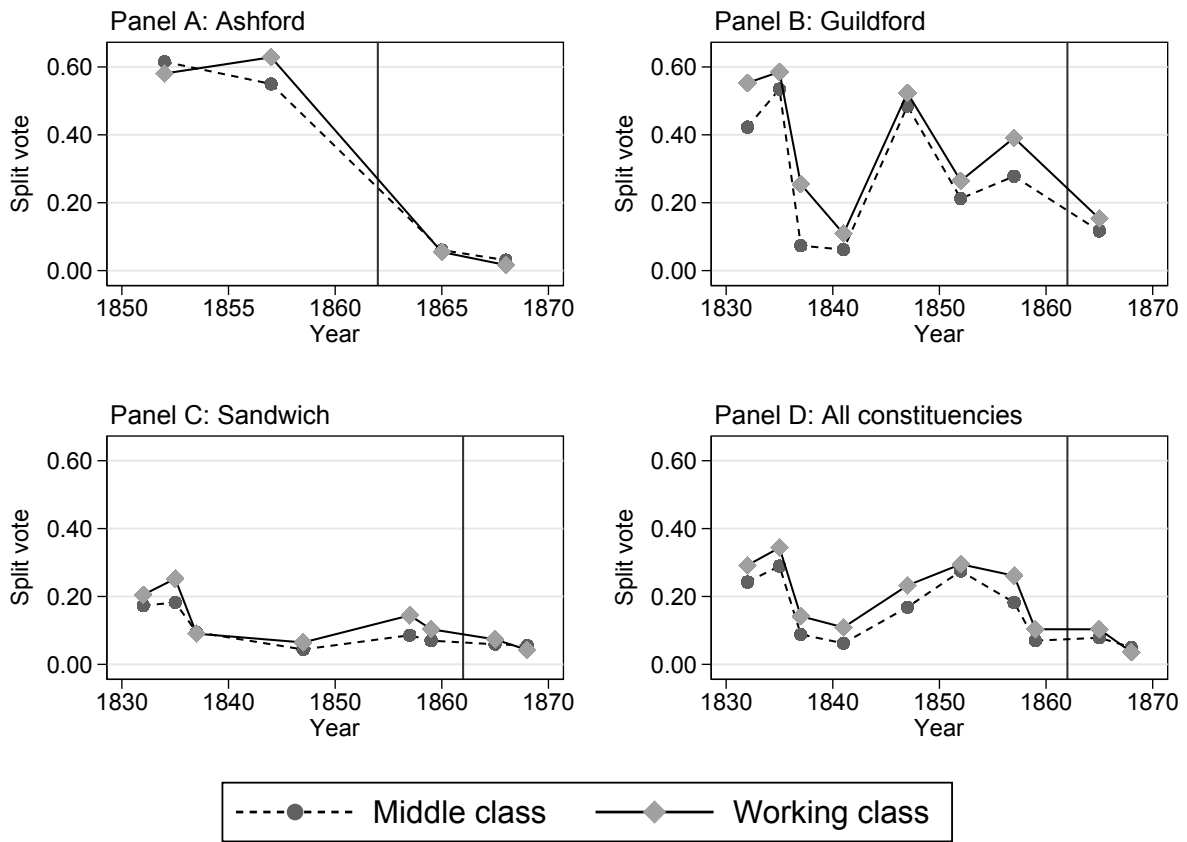 Panel A: Ashford
Split vote
0.60
0.40
0.20
0.00
1850 1855 1860 1865 1870
Year
Panel B: Guildford
Split vote
0.60
0.40
0.20
0.00
1830 1840 1850 1860 1870
Year
Panel C: Sandwich
Split vote
0.60
0.40
0.20
0.00
1830 1840 1850 1860 1870
Year
Panel D: All constituencies
Split vote
0.60
0.40
0.20
0.00
1830 1840 1850 1860 1870
Year
Middle class Working class